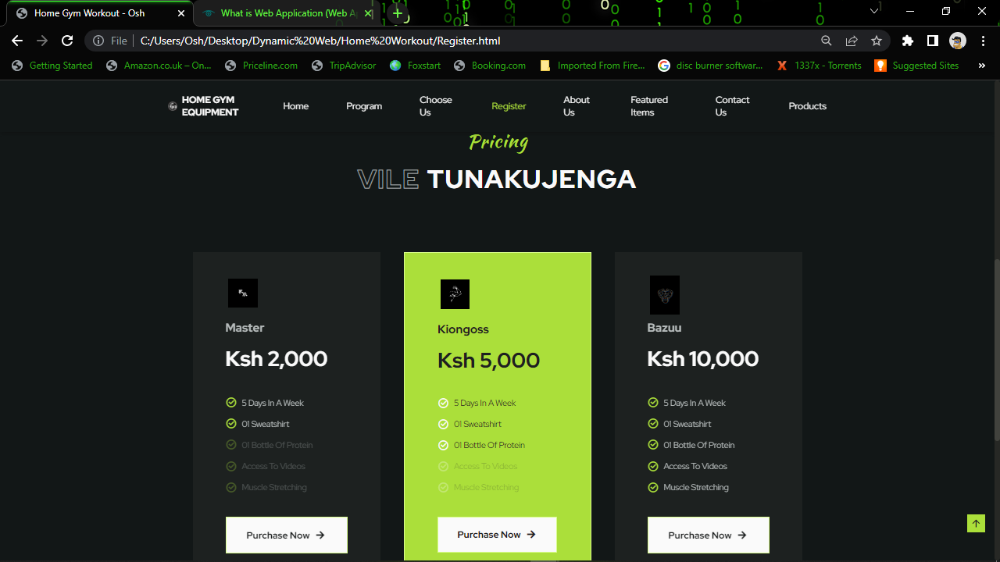 Home Gym Workout - Osh
What is Web Application (Web A
File
C:/Users/Osh/Desktop/Dynamic%20Web/Home%20Workout/Register.html
Getting Started
Amazon.co.uk – On...
Priceline.com
TripAdvisor
Foxstart
Booking.com
Imported From Fire...
disc burner softwar...
1337x - Torrents
Suggested Sites
»
HOME GYM
EQUIPMENT
Home
Program
Choose
Us
Register
About
Us
Featured
Items
Contact
Us
Products
Pricing
VILE TUNAKUJENGA
Master
Ksh 2,000
5 Days In A Week
01 Sweatshirt
01 Bottle Of Protein
Access To Videos
Muscle Stretching
Purchase Now →
Kiongoss
Ksh 5,000
5 Days In A Week
01 Sweatshirt
01 Bottle Of Protein
Access To Videos
Muscle Stretching
Purchase Now →
Bazuu
Ksh 10,000
5 Days In A Week
01 Sweatshirt
01 Bottle Of Protein
Access To Videos
Muscle Stretching
Purchase Now →